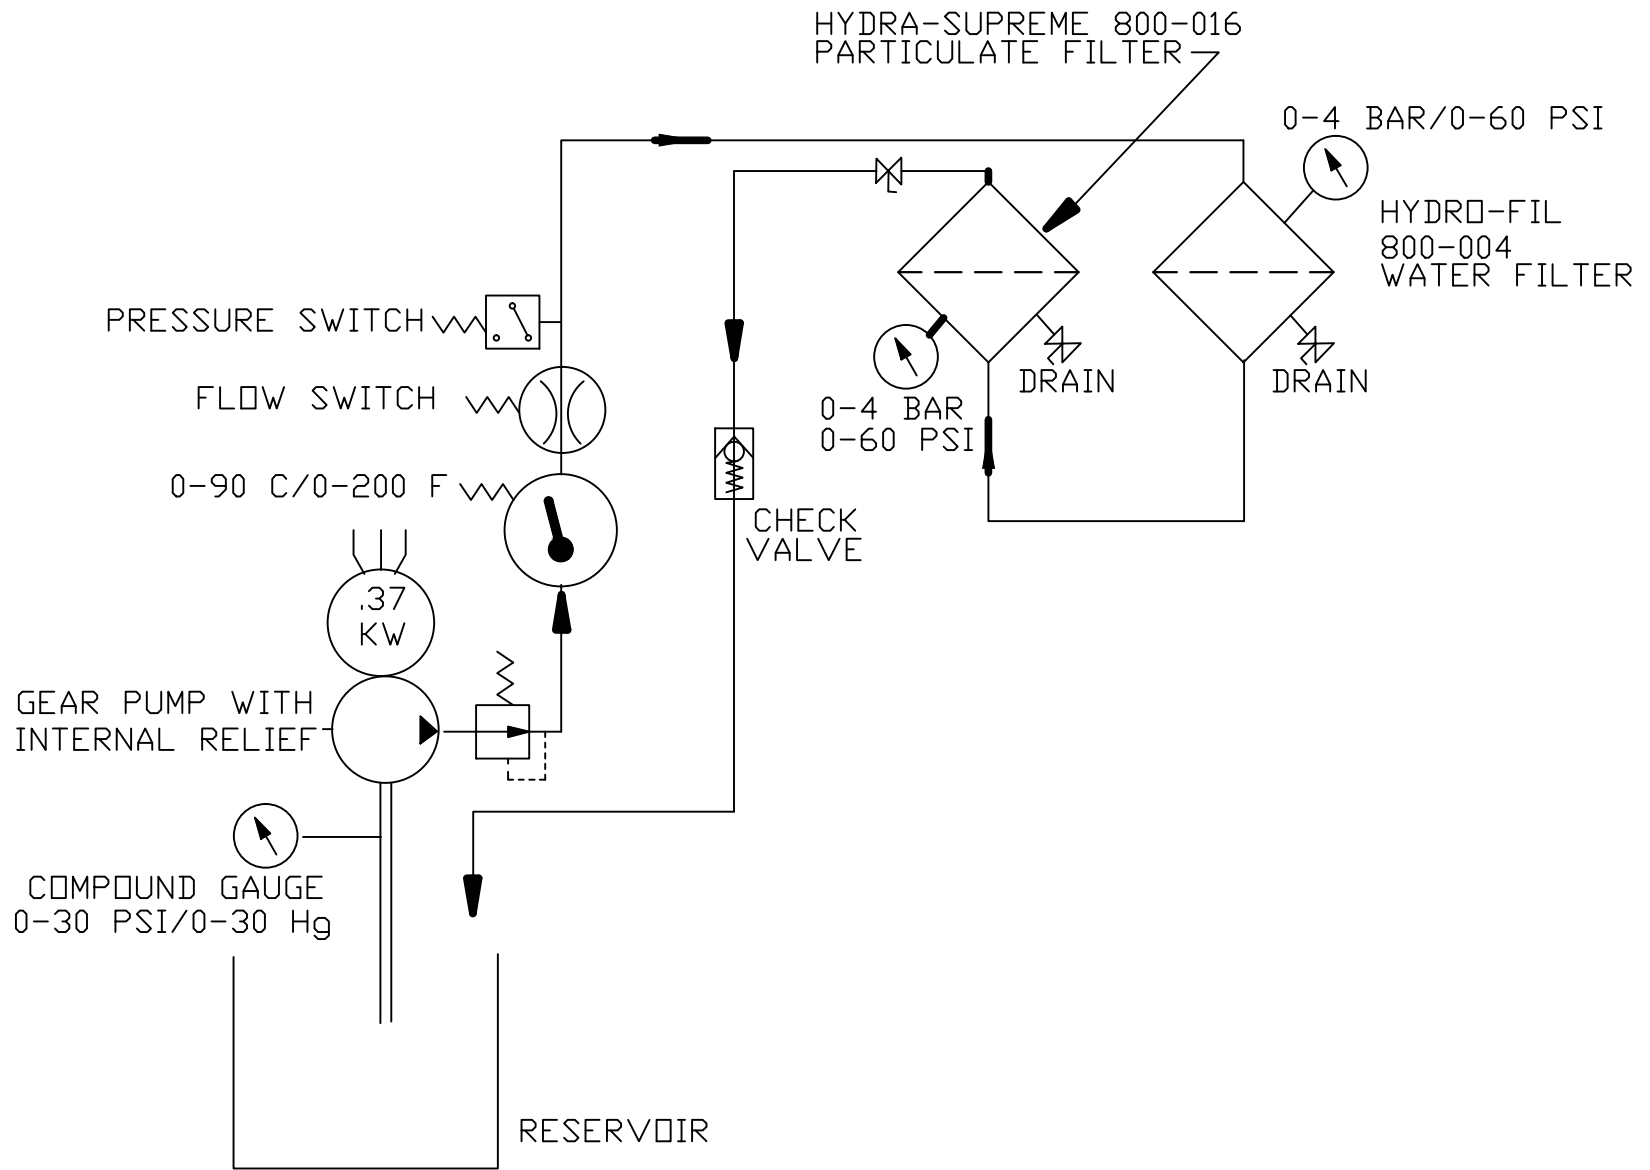 HYDRA-SUPREME 800-016
PARTICULATE FILTER
0-4 BAR/0-60 PSI
HYDRO-FIL
800-004
WATER FILTER
PRESSURE SWITCH
FLOW SWITCH
DRAIN
DRAIN
0-4 BAR
0-60 PSI
0-90 C/0-200 F
CHECK
VALVE
.37
KW
GEAR PUMP WITH
INTERNAL RELIEF
COMPOUND GAUGE
0-30 PSI/0-30 Hg
RESERVOIR